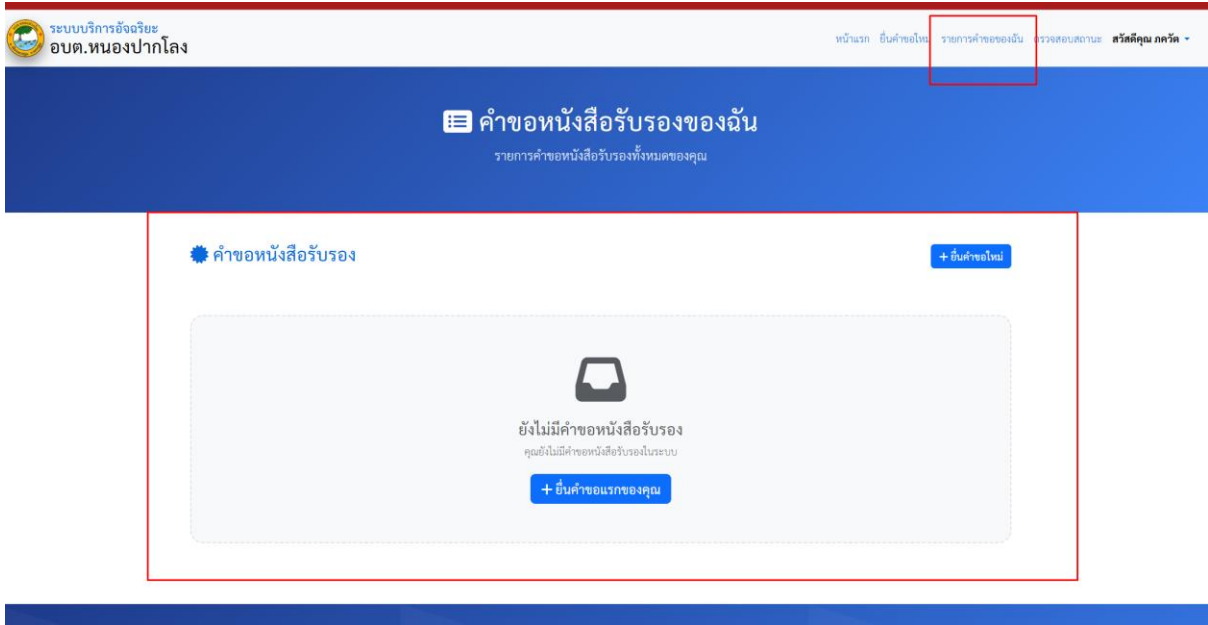 ระบบบริการอัจฉริยะ
อบต.หนองปากโลง
หน้าแรก ยื่นคำขอใหม่ รายการคำขอของฉัน ตรวจสอบสถานะ สวัสดีคุณ ภควัต
คำขอหนังสือรับรองของฉัน
รายการคำขอหนังสือรับรองทั้งหมดของคุณ
คำขอหนังสือรับรอง
+ ยื่นคำขอใหม่
ยังไม่มีคำขอหนังสือรับรอง
คุณยังไม่มีคำขอหนังสือรับรองในระบบ
+ ยื่นคำขอแรกของคุณ